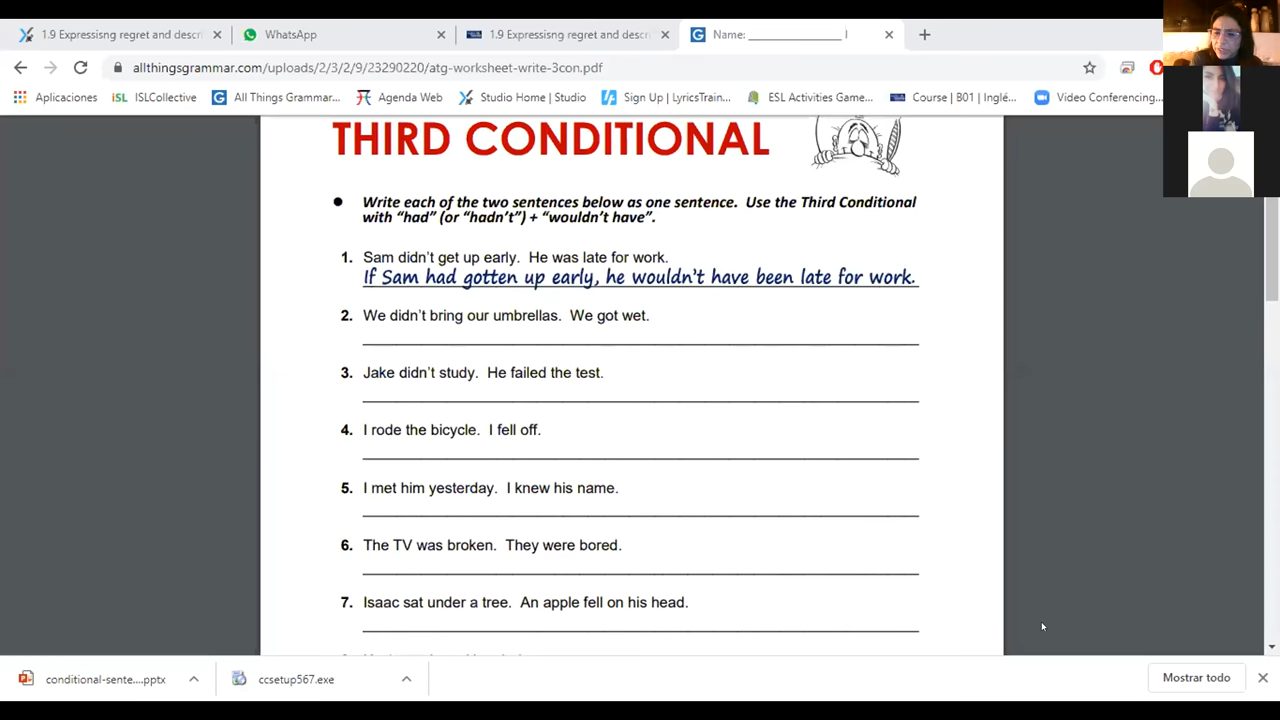 1.9 Expressisng regret and descri
WhatsApp
1.9 Expressisng regret and descri
Name: ________________ |
allthingsgrammar.com/uploads/2/3/2/9/23290220/atg-worksheet-write-3con.pdf
Aplicaciones
iSL ISLCollective
G All Things Grammar...
Agenda Web
Studio Home | Studio
Sign Up | LyricsTrain...
ESL Activities Game...
Course | B01 | Inglé...
Video Conferencing...
THIRD CONDITIONAL
● Write each of the two sentences below as one sentence. Use the Third Conditional
with “had” (or “hadn’t”) + “wouldn’t have”.
1. Sam didn’t get up early. He was late for work.
If Sam had gotten up early, he wouldn’t have been late for work.
2. We didn’t bring our umbrellas. We got wet.
3. Jake didn’t study. He failed the test.
4. I rode the bicycle. I fell off.
5. I met him yesterday. I knew his name.
6. The TV was broken. They were bored.
7. Isaac sat under a tree. An apple fell on his head.
conditional-sente....pptx
ccsetup567.exe
Mostrar todo